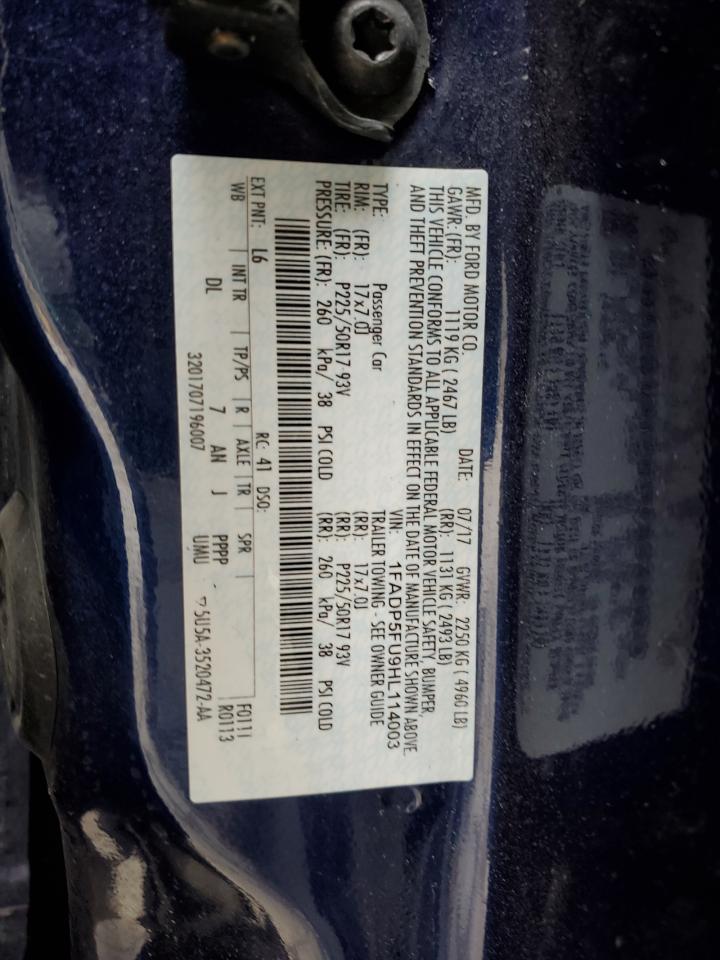 MFD. BY FORD MOTOR CO. DATE: 07/17 GVWR: 2250 KG ( 4960 LB)
GAWR: (FR): 1119 KG ( 2467 LB) (RR): 1131 KG ( 2493 LB)
THIS VEHICLE CONFORMS TO ALL APPLICABLE FEDERAL MOTOR VEHICLE SAFETY, BUMPER,
AND THEFT PREVENTION STANDARDS IN EFFECT ON THE DATE OF MANUFACTURE SHOWN ABOVE.
VIN: 1FADP5FU9HL114003
TYPE: Passenger Car TRAILER TOWING - SEE OWNER GUIDE
RIM: (FR): 17x7.0J (RR): 17x7.0J
TIRE: (FR): P225/50R17 93V (RR): P225/50R17 93V
PRESSURE: (FR): 260 kPa/ 38 PSI COLD (RR): 260 kPa/ 38 PSI COLD
EXT PNT: L6 RC: 41 DSO: F0111
WB INT TR TP/PS R AXLE TR SPR R0113
DL 7 AN J PPPP
3201707196007 UMU 5U5A-3520472-AA